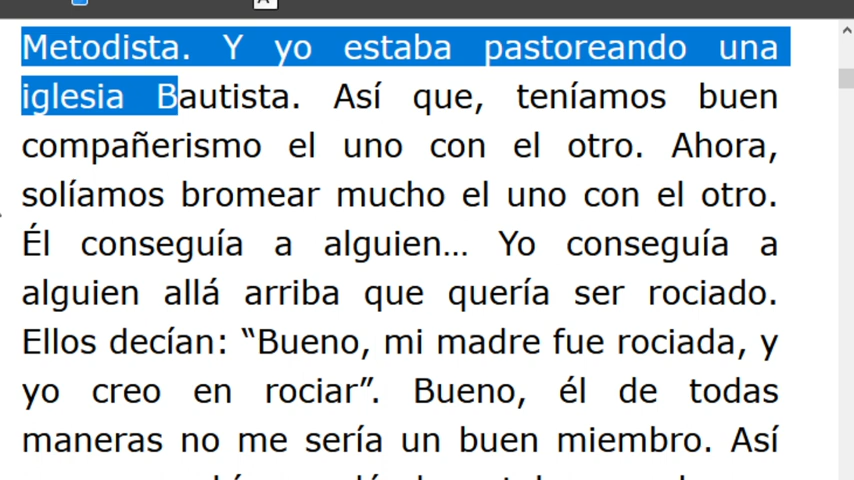 Metodista. Y yo estaba pastoreando una
iglesia Bautista. Así que, teníamos buen
compañerismo el uno con el otro. Ahora,
solíamos bromear mucho el uno con el otro.
Él conseguía a alguien... Yo conseguía a
alguien allá arriba que quería ser rociado.
Ellos decían: “Bueno, mi madre fue rociada, y
yo creo en rociar”. Bueno, él de todas
maneras no me sería un buen miembro. Así